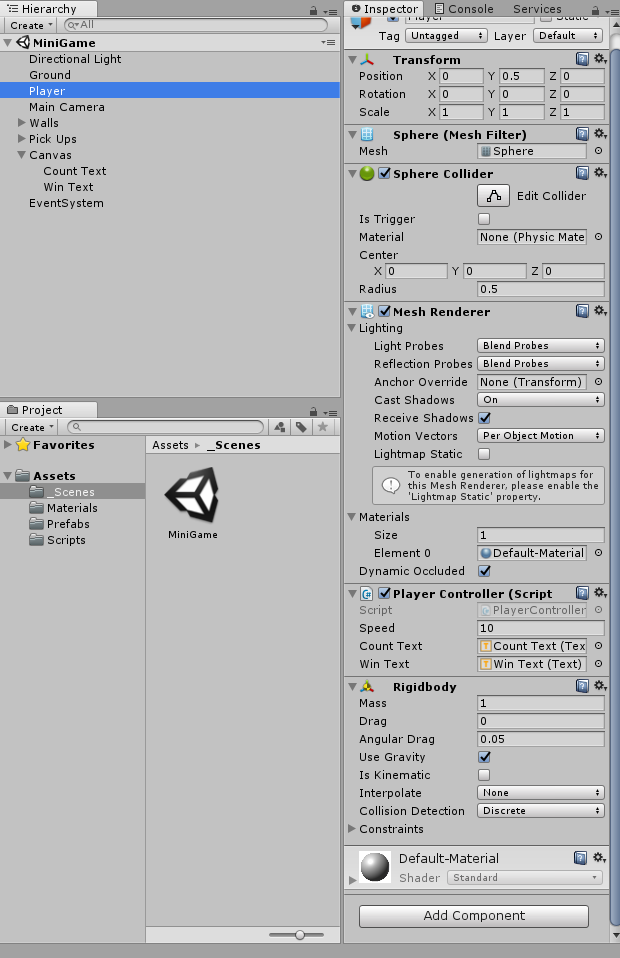 Hierarchy
Create
All
MiniGame
Directional Light
Ground
Player
Main Camera
Walls
Pick Ups
Canvas
Count Text
Win Text
EventSystem
Project
Create
Favorites
Assets
_Scenes
Materials
Prefabs
Scripts
Assets _Scenes
MiniGame
Inspector Console Services
Player Static
Tag Untagged Layer Default
Transform
Position X 0 Y 0.5 Z 0
Rotation X 0 Y 0 Z 0
Scale X 1 Y 1 Z 1
Sphere (Mesh Filter)
Mesh Sphere
Sphere Collider
Edit Collider
Is Trigger
Material None (Physic Mate
Center
X 0 Y 0 Z 0
Radius 0.5
Mesh Renderer
Lighting
Light Probes Blend Probes
Reflection Probes Blend Probes
Anchor Override None (Transform)
Cast Shadows On
Receive Shadows
Motion Vectors Per Object Motion
Lightmap Static
To enable generation of lightmaps for
this Mesh Renderer, please enable the
'Lightmap Static' property.
Materials
Size 1
Element 0 Default-Material
Dynamic Occluded
Player Controller (Script
Script PlayerController
Speed 10
Count Text Count Text (Tex
Win Text Win Text (Text)
Rigidbody
Mass 1
Drag 0
Angular Drag 0.05
Use Gravity
Is Kinematic
Interpolate None
Collision Detection Discrete
Constraints
Default-Material
Shader Standard
Add Component